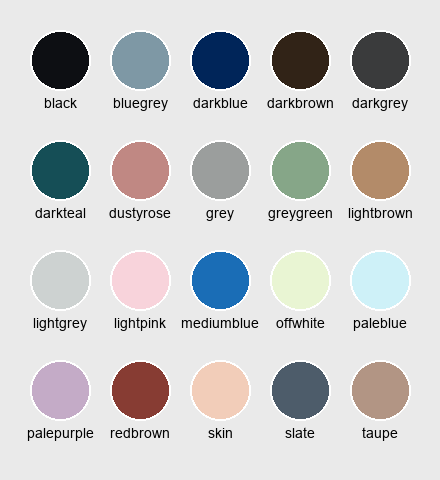 black bluegrey darkblue darkbrown darkgrey
darkteal dustyrose grey greygreen lightbrown
lightgrey lightpink mediumblue offwhite paleblue
palepurple redbrown skin slate taupe